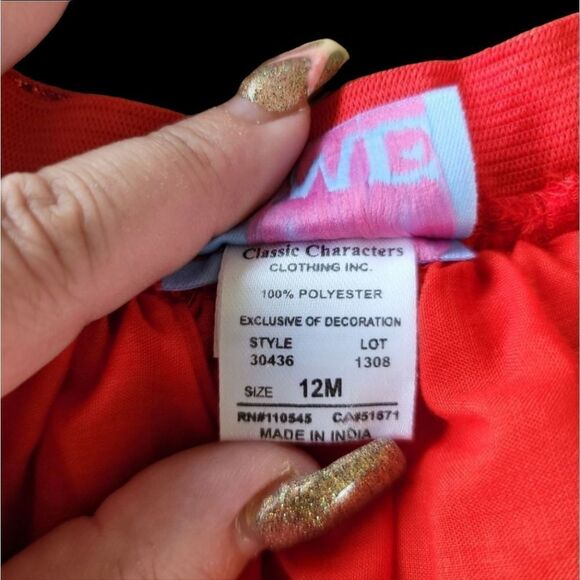 Classic Characters
CLOTHING INC.
100% POLYESTER
EXCLUSIVE OF DECORATION
STYLE LOT
30436 1308
SIZE 12M
RN#110545 CA#51571
MADE IN INDIA